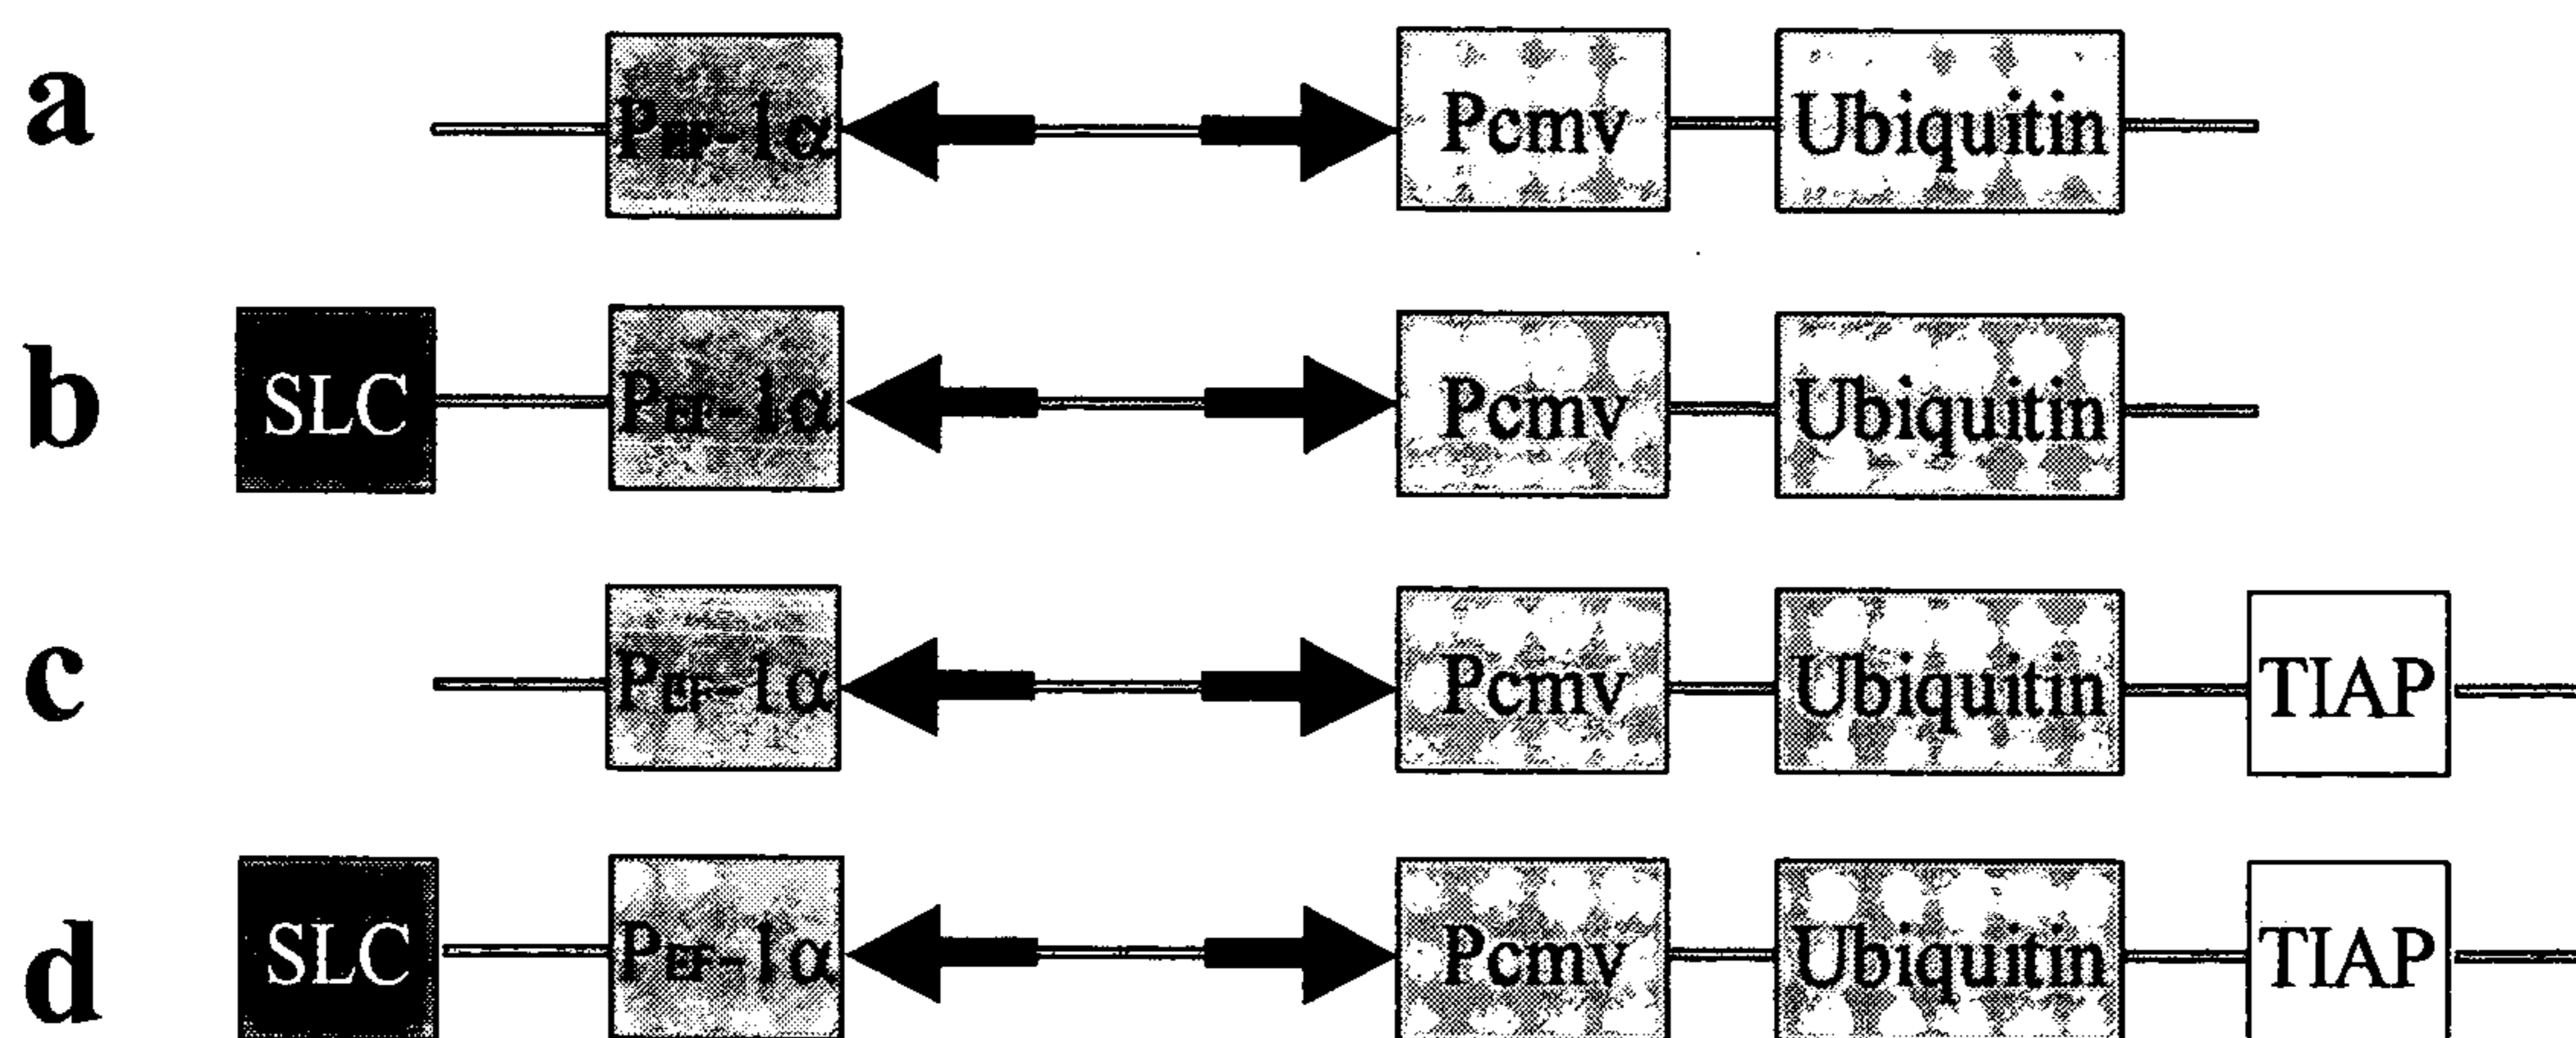 a PEF-1α Pcmv Ubiquitin
b SLC PEF-1α Pcmv Ubiquitin
c PEF-1α Pcmv Ubiquitin TIAP
d SLC PEF-1α Pcmv Ubiquitin TIAP